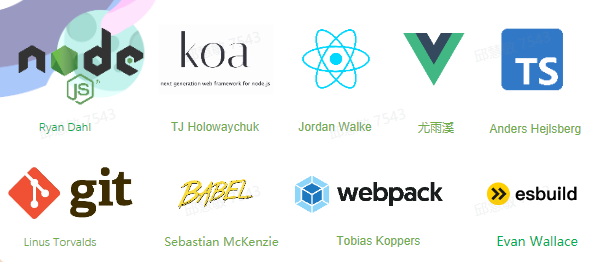 node
JS
koa
next generation web framework for node.js
TS
Ryan Dahl
TJ Holowaychuk
Jordan Walke
尤雨溪
Anders Hejlsberg
git
BABEL
webpack
esbuild
Linus Torvalds
Sebastian McKenzie
Tobias Koppers
Evan Wallace